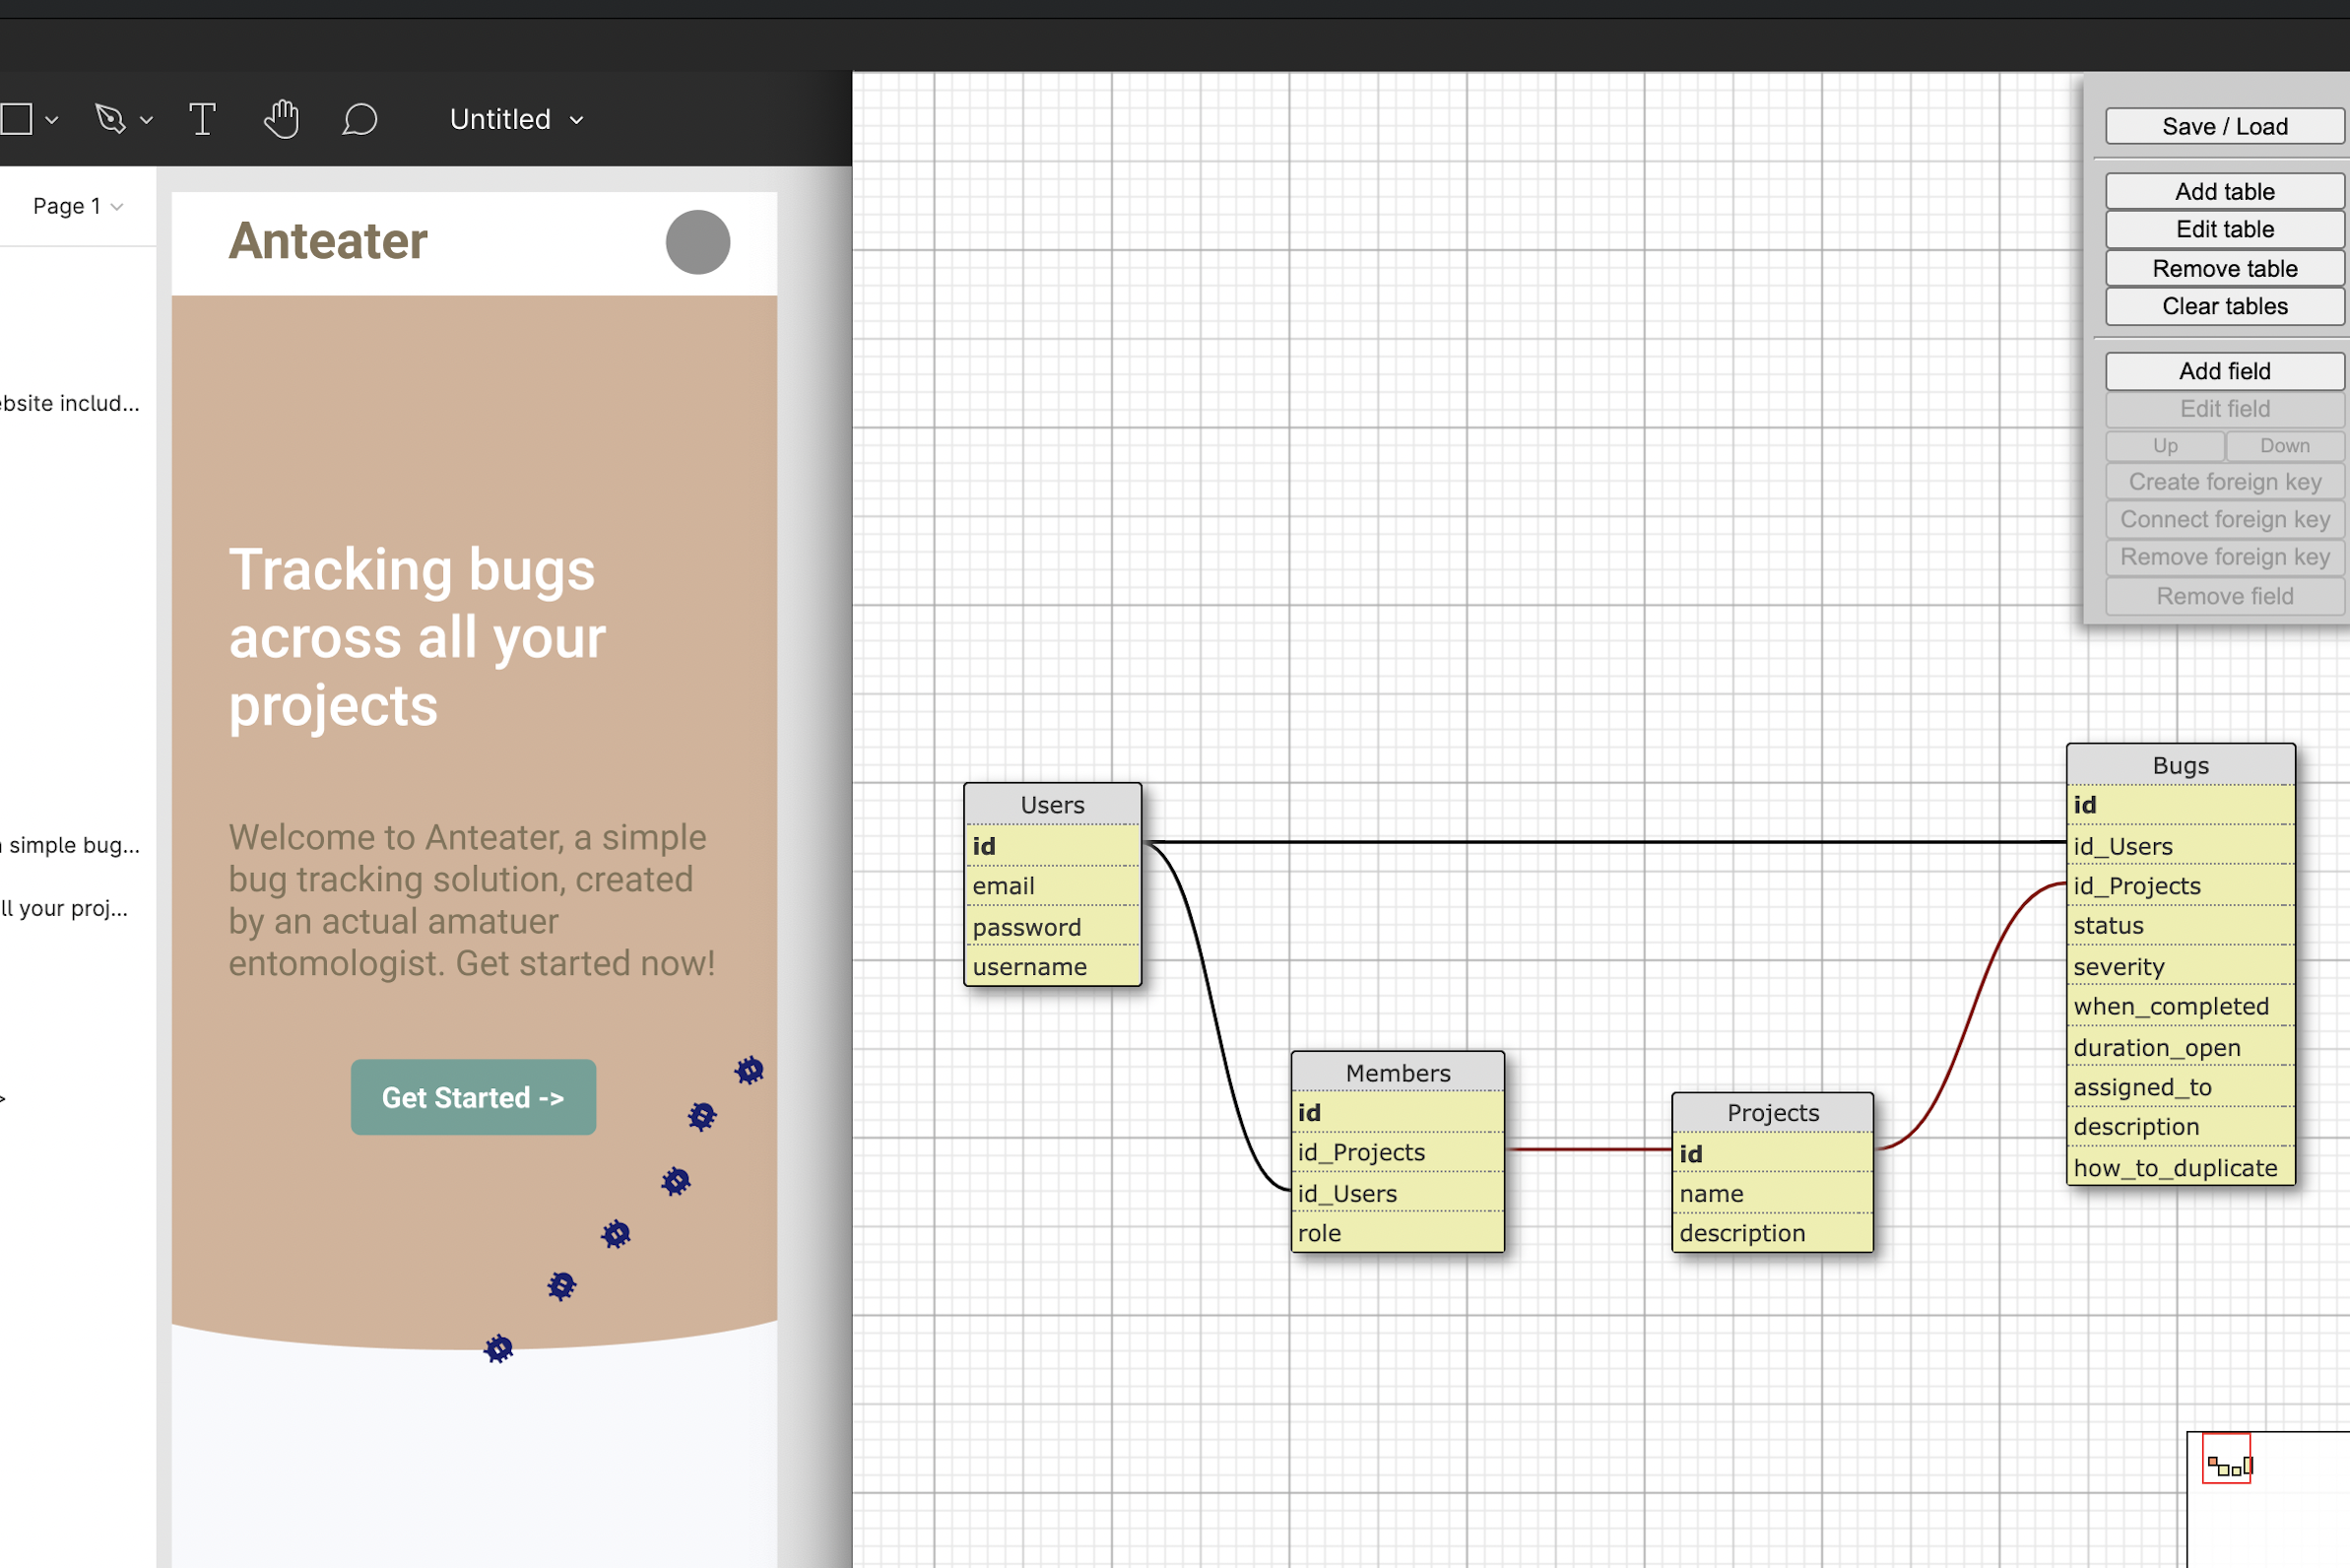 Untitled
Page 1
ebsite includ...
simple bug...
ll your proj...
Anteater
Tracking bugs
across all your
projects
Welcome to Anteater, a simple
bug tracking solution, created
by an actual amatuer
entomologist. Get started now!
Get Started ->
Save / Load
Add table
Edit table
Remove table
Clear tables
Add field
Edit field
Up Down
Create foreign key
Connect foreign key
Remove foreign key
Remove field
Users
id
email
password
username
Members
id
id_Projects
id_Users
role
Projects
id
name
description
Bugs
id
id_Users
id_Projects
status
severity
when_completed
duration_open
assigned_to
description
how_to_duplicate